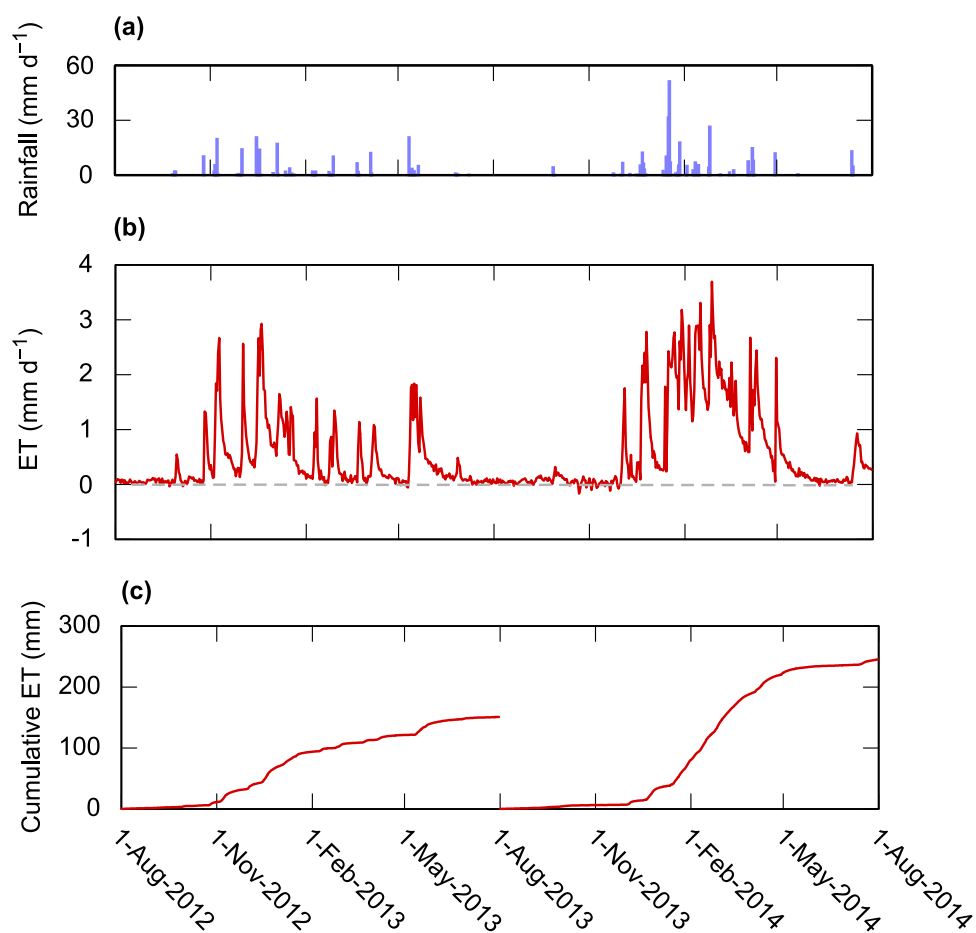 (a)
Rainfall (mm d⁻¹)
60
30
0
(b)
ET (mm d⁻¹)
4
3
2
1
0
-1
(c)
Cumulative ET (mm)
300
200
100
0
1-Aug-2012
1-Nov-2012
1-Feb-2013
1-May-2013
1-Aug-2013
1-Nov-2013
1-Feb-2014
1-May-2014
1-Aug-2014